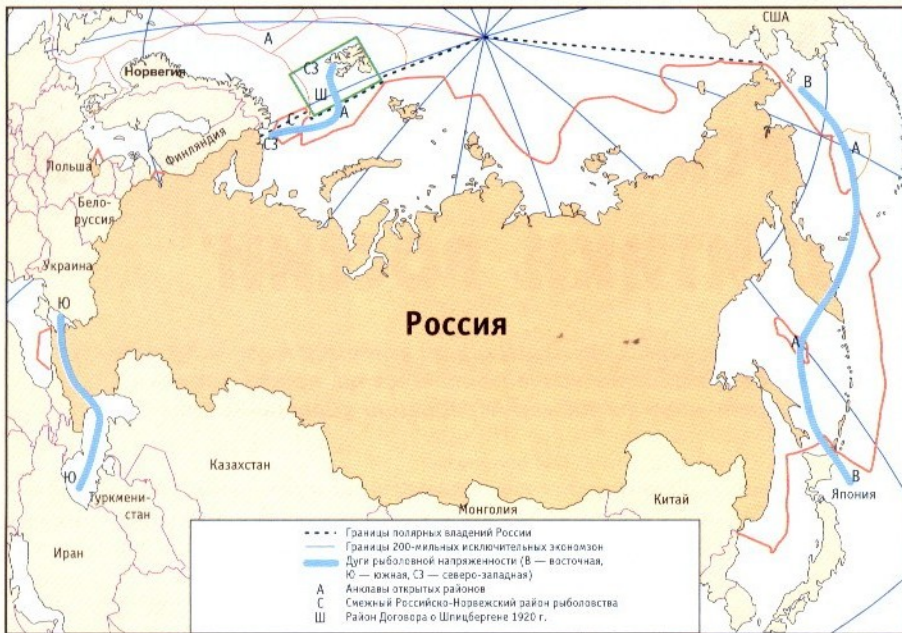 США
А
Норвегия
СЗ
В
Ш
А
С
СЗ
Финляндия
А
Польша
Бело-
руссия
Украина
Ю
Россия
А
Ю
Казахстан
В
Туркмени-
стан
Монголия
Китай
Япония
Иран
Границы полярных владений России
Границы 200-мильных исключительных экономзон
Дуги рыболовной напряженности (В — восточная,
Ю — южная, СЗ — северо-западная)
А Анклавы открытых районов
С Смежный Российско-Норвежский район рыболовства
Ш Район Договора о Шпицбергене 1920 г.